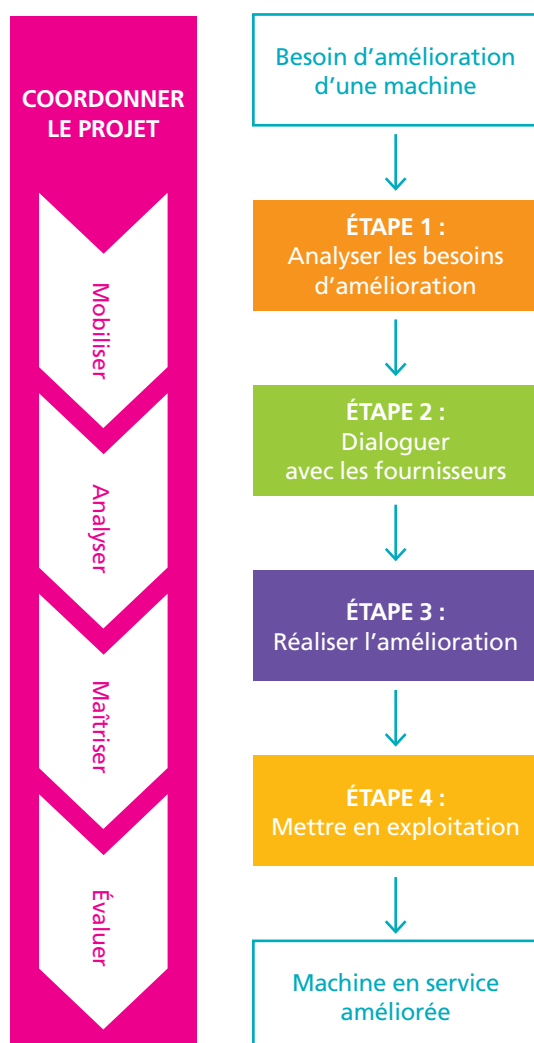 COORDONNER
LE PROJET
Mobiliser
Analyser
Maîtriser
Évaluer
Besoin d'amélioration
d'une machine
ÉTAPE 1 :
Analyser les besoins
d'amélioration
ÉTAPE 2 :
Dialoguer
avec les fournisseurs
ÉTAPE 3 :
Réaliser l'amélioration
ÉTAPE 4 :
Mettre en exploitation
Machine en service
améliorée